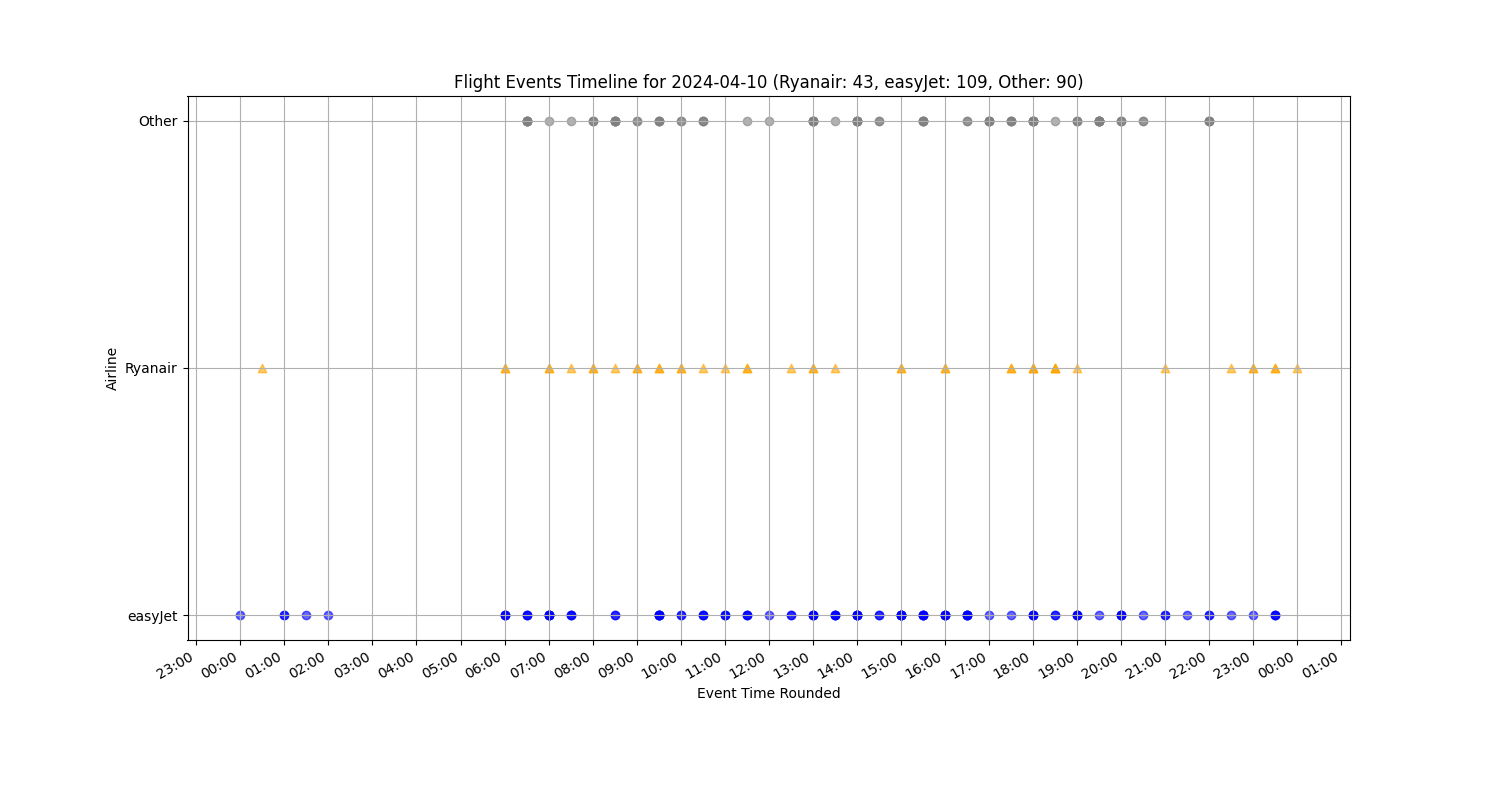 Flight Events Timeline for 2024-04-10 (Ryanair: 43, easyJet: 109, Other: 90)
Other
Airline
Ryanair
easyJet
23:00 00:00 01:00 02:00 03:00 04:00 05:00 06:00 07:00 08:00 09:00 10:00 11:00 12:00 13:00 14:00 15:00 16:00 17:00 18:00 19:00 20:00 21:00 22:00 23:00 00:00 01:00
Event Time Rounded